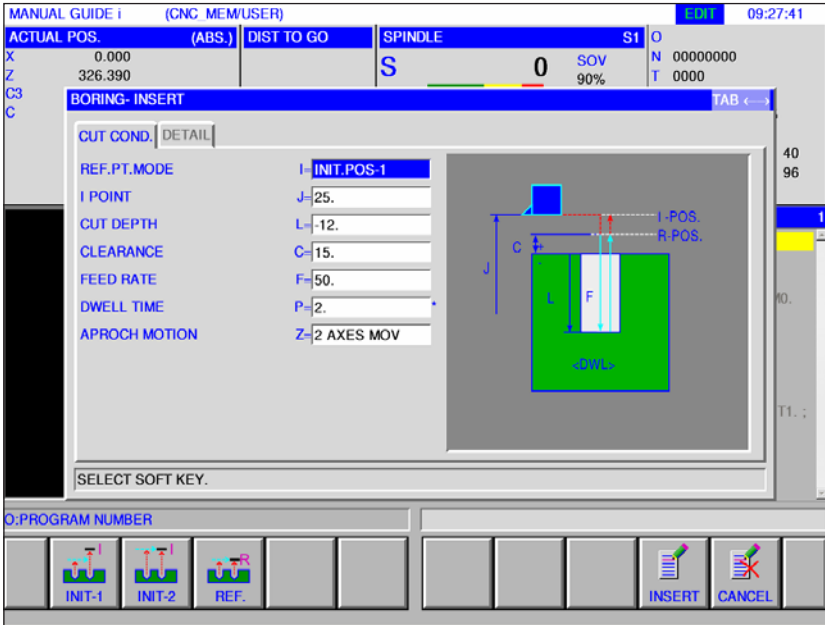 MANUAL GUIDE i (CNC_MEM/USER) EDIT 09:27:41
ACTUAL POS. (ABS.) DIST TO GO SPINDLE S1 O
X 0.000 S 0 SOV N 00000000
Z 326.390 90% T 0000
C3
C
BORING- INSERT TAB
CUT COND. DETAIL
REF.PT.MODE I=INIT.POS-1
I POINT J=25.
CUT DEPTH L=-12.
CLEARANCE C=15.
FEED RATE F=50.
DWELL TIME P=2. *
APROCH MOTION Z=2 AXES MOV
I -POS.
R-POS.
C
J
L F
<DWL>
40
96
1
M0.
T1. ;
SELECT SOFT KEY.
O:PROGRAM NUMBER
I I R
INIT-1 INIT-2 REF. INSERT CANCEL